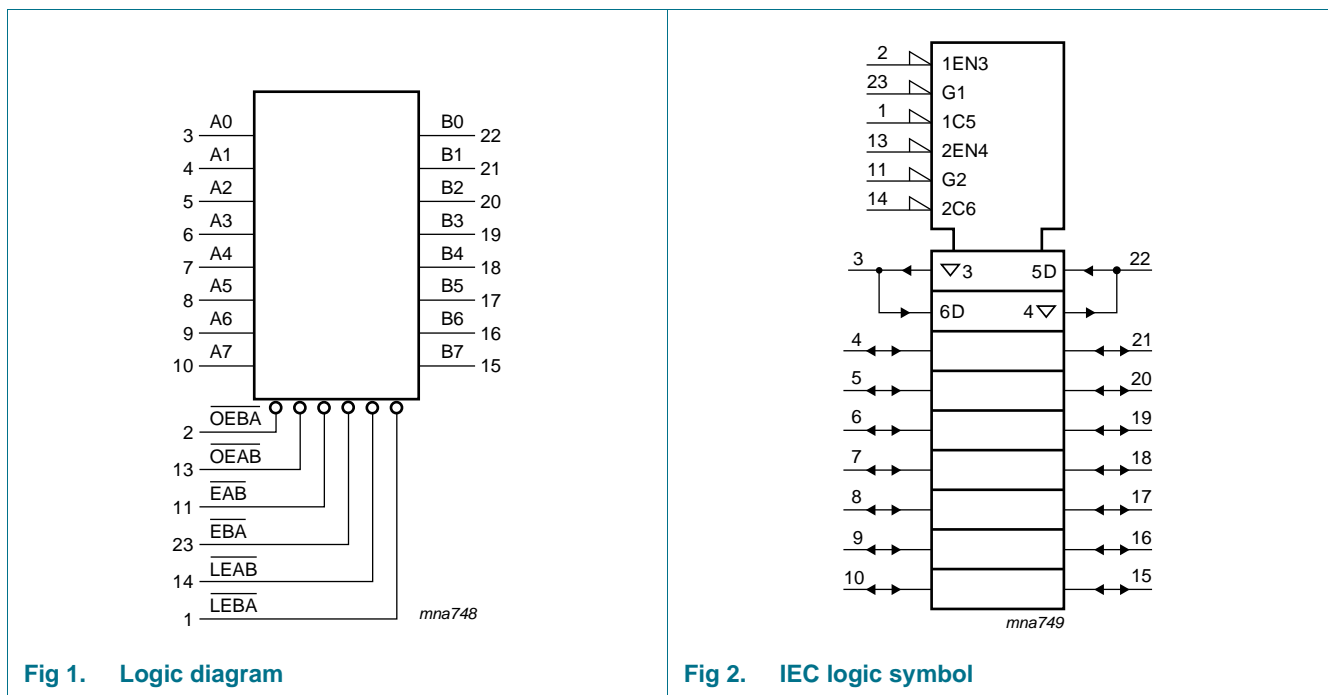 A0 B0
3 22
A1 B1
4 21
A2 B2
5 20
A3 B3
6 19
A4 B4
7 18
A5 B5
8 17
A6 B6
9 16
A7 B7
10 15
OEBA
2
OEAB
13
EAB
11
EBA
23
LEAB
14
LEBA
1
mna748
Fig 1. Logic diagram
2 1EN3
23 G1
1 1C5
13 2EN4
11 G2
14 2C6
3 ▽3 5D 22
6D 4▽
4 21
5 20
6 19
7 18
8 17
9 16
10 15
mna749
Fig 2. IEC logic symbol